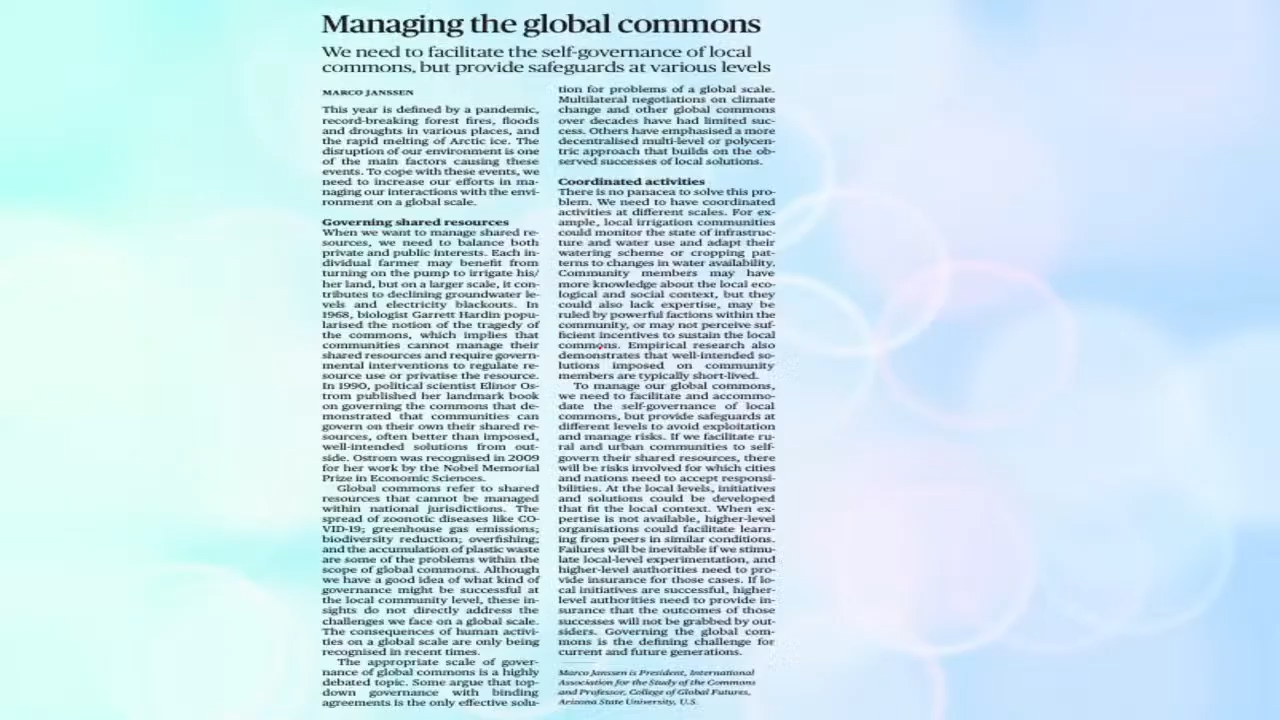 Managing the global commons
We need to facilitate the self-governance of local
commons, but provide safeguards at various levels
MARCO JANSSEN
This year is defined by a pandemic,
record-breaking forest fires, floods
and droughts in various places, and
the rapid melting of Arctic ice. The
disruption of our environment is one
of the main factors causing these
events. To cope with these events, we
need to increase our efforts in ma-
naging our interactions with the envi-
ronment on a global scale.
Governing shared resources
When we want to manage shared re-
sources, we need to balance both
private and public interests. Each in-
dividual farmer may benefit from
turning on the pump to irrigate his/
her land, but on a larger scale, it con-
tributes to declining groundwater le-
vels and electricity blackouts. In
1968, biologist Garrett Hardin popu-
larised the notion of the tragedy of
the commons, which implies that
communities cannot manage their
shared resources and require govern-
mental interventions to regulate re-
source use or privatise the resource.
In 1990, political scientist Elinor Os-
trom published her landmark book
on governing the commons that de-
monstrated that communities can
govern on their own their shared re-
sources, often better than imposed,
well-intended solutions from out-
side. Ostrom was recognised in 2009
for her work by the Nobel Memorial
Prize in Economic Sciences.
Global commons refer to shared
resources that cannot be managed
within national jurisdictions. The
spread of zoonotic diseases like CO-
VID-19; greenhouse gas emissions;
biodiversity reduction; overfishing;
and the accumulation of plastic waste
are some of the problems within the
scope of global commons. Although
we have a good idea of what kind of
governance might be successful at
the local community level, these in-
sights do not directly address the
challenges we face on a global scale.
The consequences of human activi-
ties on a global scale are only being
recognised in recent times.
The appropriate scale of gover-
nance of global commons is a highly
debated topic. Some argue that top-
down governance with binding
agreements is the only effective solu-
tion for problems of a global scale.
Multilateral negotiations on climate
change and other global commons
over decades have had limited suc-
cess. Others have emphasised a more
decentralised multi-level or polycen-
tric approach that builds on the ob-
served successes of local solutions.
Coordinated activities
There is no panacea to solve this pro-
blem. We need to have coordinated
activities at different scales. For ex-
ample, local irrigation communities
could monitor the state of infrastruc-
ture and water use and adapt their
watering scheme or cropping pat-
terns to changes in water availability.
Community members may have
more knowledge about the local eco-
logical and social context, but they
could also lack expertise, may be
ruled by powerful factions within the
community, or may not perceive suf-
ficient incentives to sustain the local
commons. Empirical research also
demonstrates that well-intended so-
lutions imposed on community
members are typically short-lived.
To manage our global commons,
we need to facilitate and accommo-
date the self-governance of local
commons, but provide safeguards at
different levels to avoid exploitation
and manage risks. If we facilitate ru-
ral and urban communities to self-
govern their shared resources, there
will be risks involved for which cities
and nations need to accept responsi-
bilities. At the local levels, initiatives
and solutions could be developed
that fit the local context. When ex-
pertise is not available, higher-level
organisations could facilitate learn-
ing from peers in similar conditions.
Failures will be inevitable if we stimu-
late local-level experimentation, and
higher-level authorities need to pro-
vide insurance for those cases. If lo-
cal initiatives are successful, higher-
level authorities need to provide in-
surance that the outcomes of those
successes will not be grabbed by out-
siders. Governing the global com-
mons is the defining challenge for
current and future generations.
Marco Janssen is President, International
Association for the Study of the Commons
and Professor, College of Global Futures,
Arizona State University, U.S.